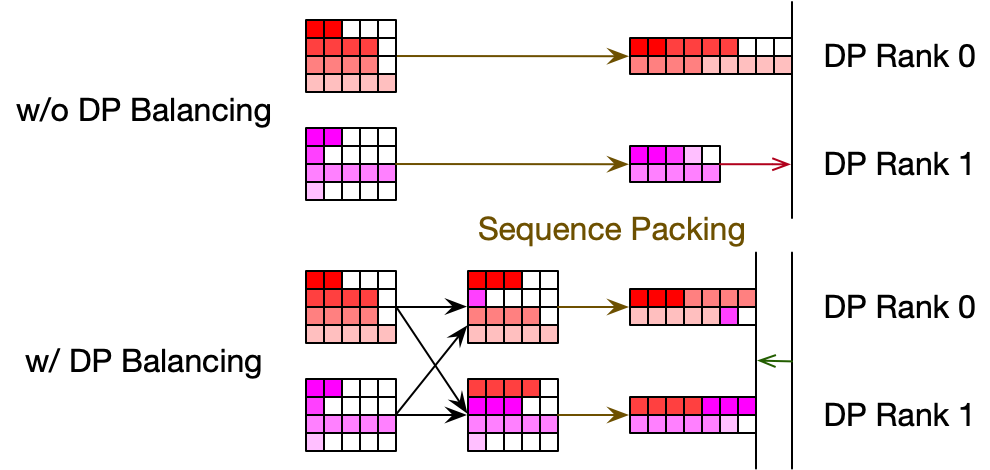 DP Rank 0
w/o DP Balancing
DP Rank 1
Sequence Packing
DP Rank 0
w/ DP Balancing
DP Rank 1